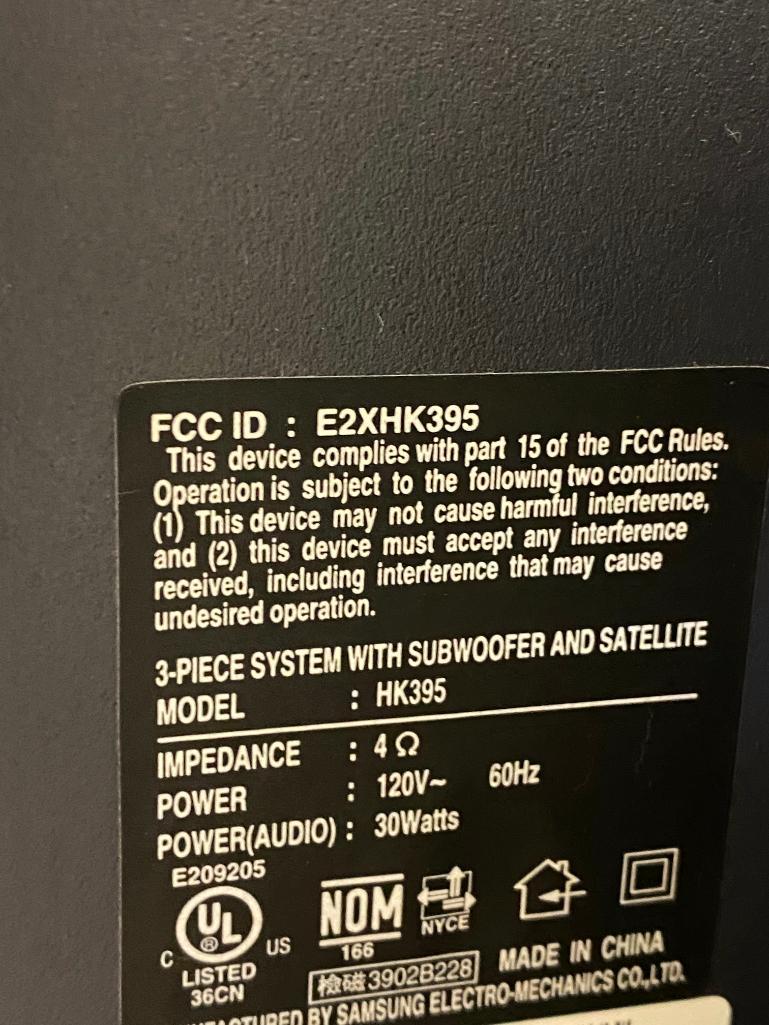 FCC ID : E2XHK395
This device complies with part 15 of the FCC Rules.
Operation is subject to the following two conditions:
(1) This device may not cause harmful interference,
and (2) this device must accept any interference
received, including interference that may cause
undesired operation.
3-PIECE SYSTEM WITH SUBWOOFER AND SATELLITE
MODEL : HK395
IMPEDANCE : 4 Ω
POWER : 120V~ 60Hz
POWER(AUDIO) : 30Watts
E209205
C UL ® US
LISTED
36CN
NOM
166
NYCE
檢磁3902B228
MADE IN CHINA
BY SAMSUNG ELECTRO-MECHANICS CO.,LTD.